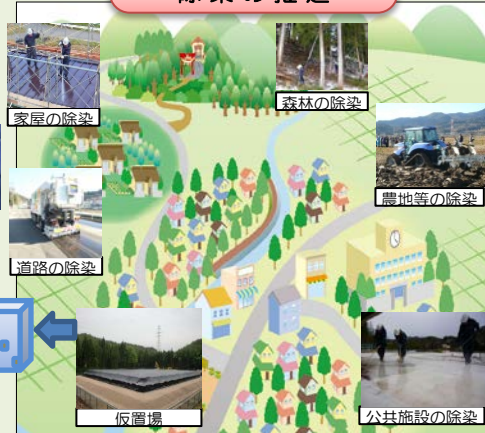 除染の推進
家屋の除染
森林の除染
農地等の除染
道路の除染
仮置場
公共施設の除染